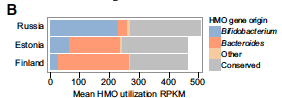 B
HMO gene origin
Russia
Bifidobacterium
Bacteroides
Estonia
Other
Finland
Conserved
0 100 200 300 400 500
Mean HMO utilization RPKM